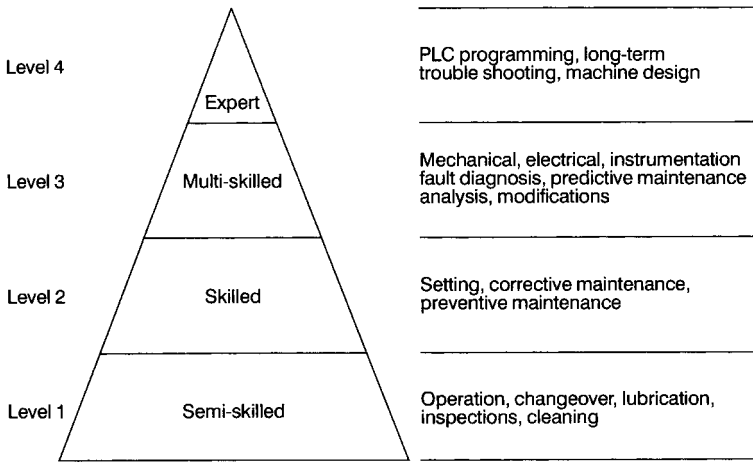 Level 4
Expert
PLC programming, long-term
trouble shooting, machine design
Level 3
Multi-skilled
Mechanical, electrical, instrumentation
fault diagnosis, predictive maintenance
analysis, modifications
Level 2
Skilled
Setting, corrective maintenance,
preventive maintenance
Level 1
Semi-skilled
Operation, changeover, lubrication,
inspections, cleaning